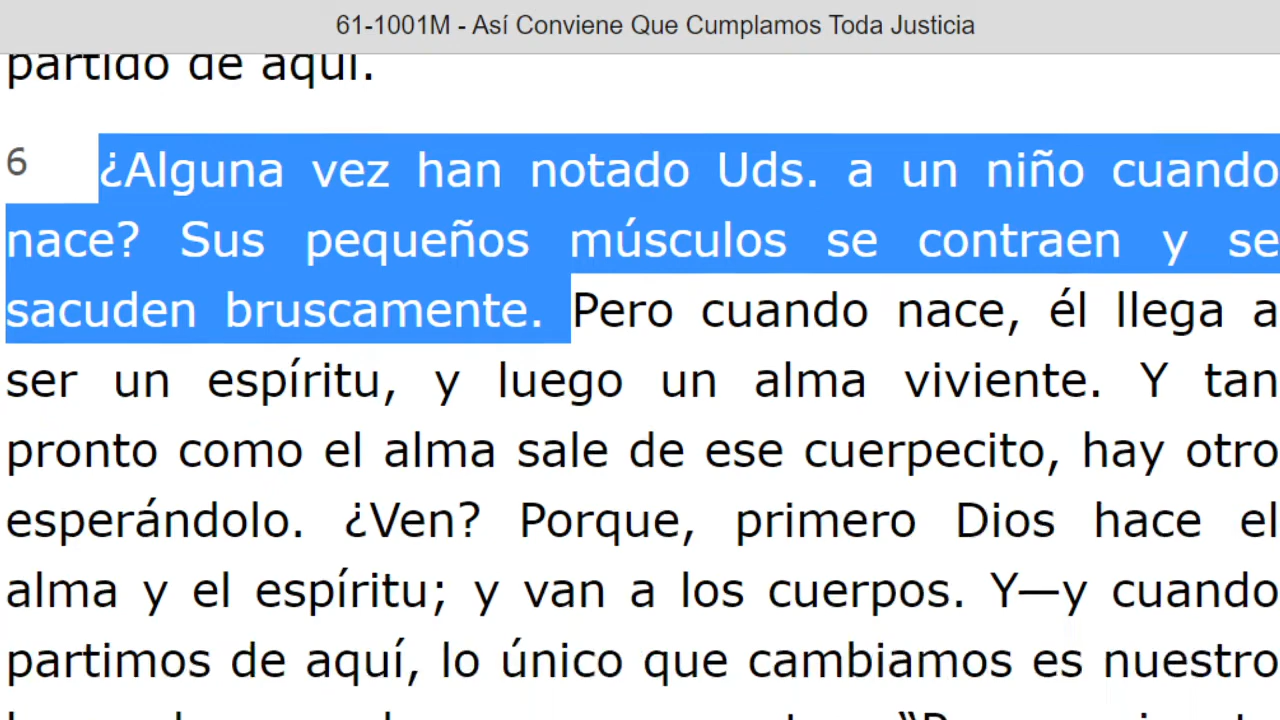 61-1001M - Así Conviene Que Cumplamos Toda Justicia
partido de aquí.
6 ¿Alguna vez han notado Uds. a un niño cuando
nace? Sus pequeños músculos se contraen y se
sacuden bruscamente. Pero cuando nace, él llega a
ser un espíritu, y luego un alma viviente. Y tan
pronto como el alma sale de ese cuerpecito, hay otro
esperándolo. ¿Ven? Porque, primero Dios hace el
alma y el espíritu; y van a los cuerpos. Y—y cuando
partimos de aquí, lo único que cambiamos es nuestro